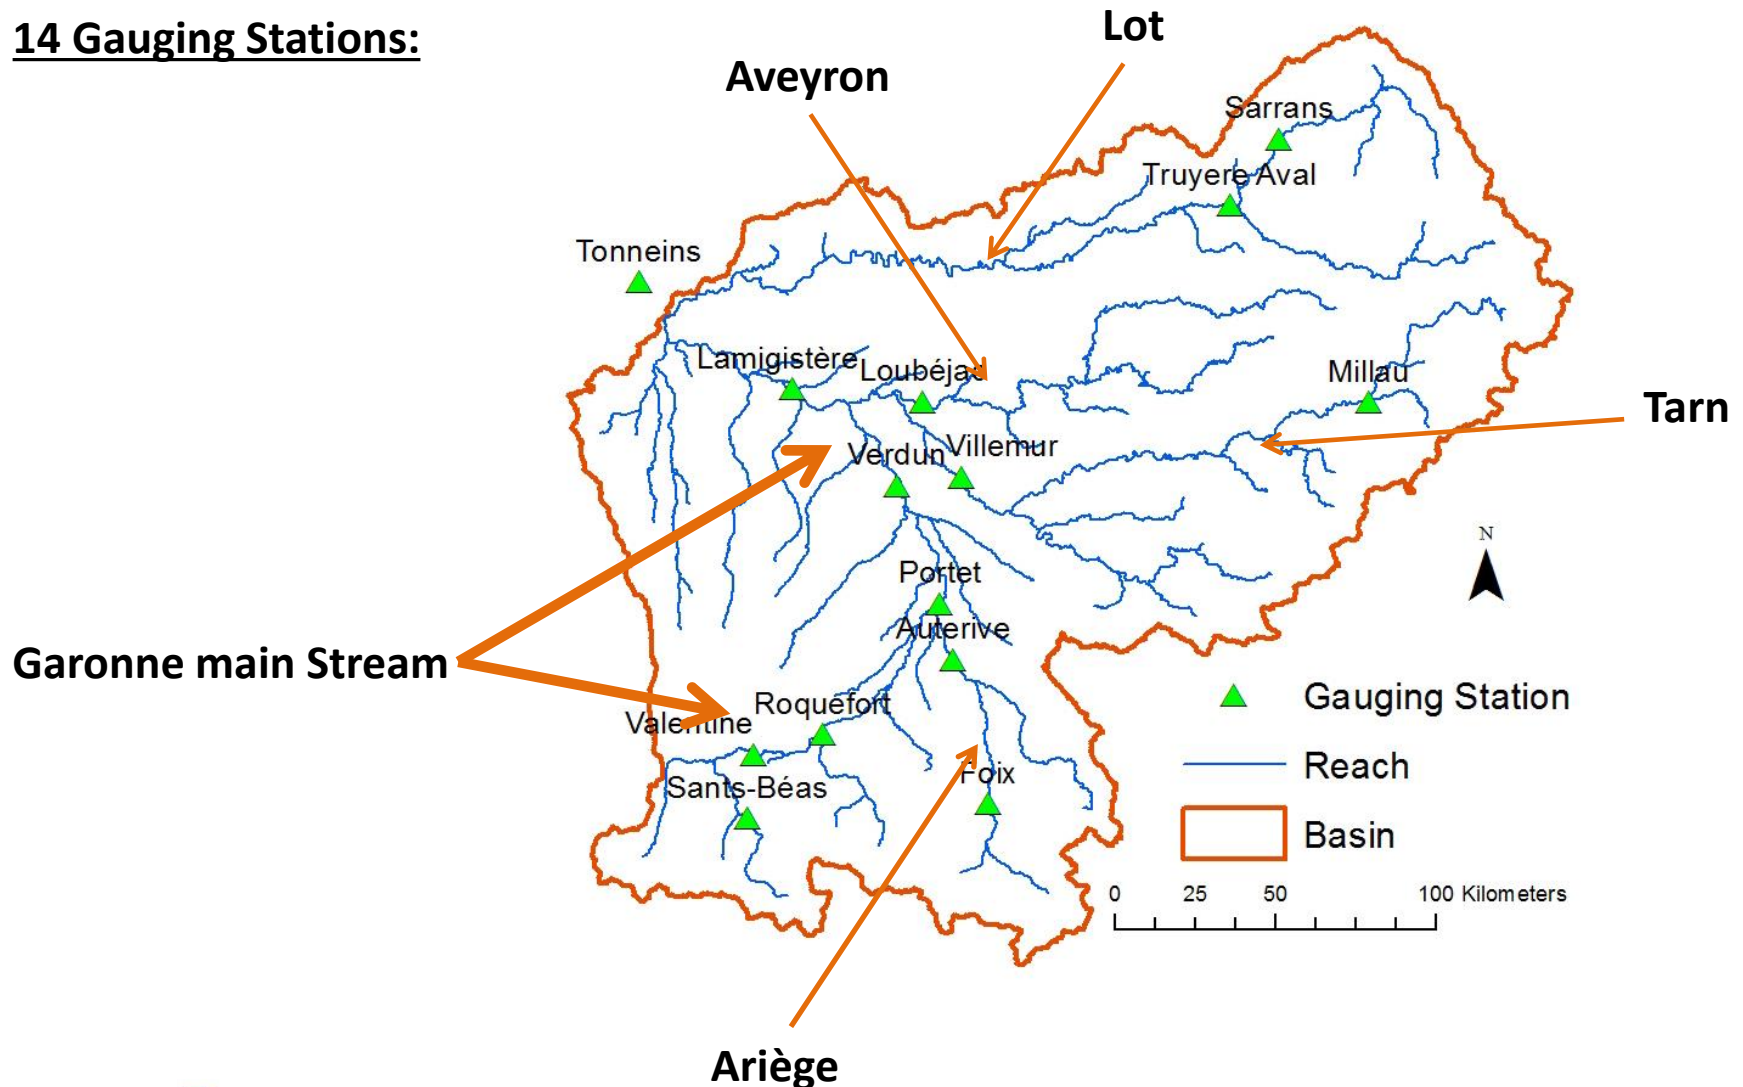 14 Gauging Stations:
Lot
Aveyron
Sarrans
Truyere Aval
Tonneins
Lamigistère
Loubéjac
Millau
Tarn
Verdun
Villemur
N
Portet
Auterive
Garonne main Stream
Roquefort
Valentine
Sants-Béas
Foix
Gauging Station
Reach
Basin
0 25 50 100 Kilometers
Ariège